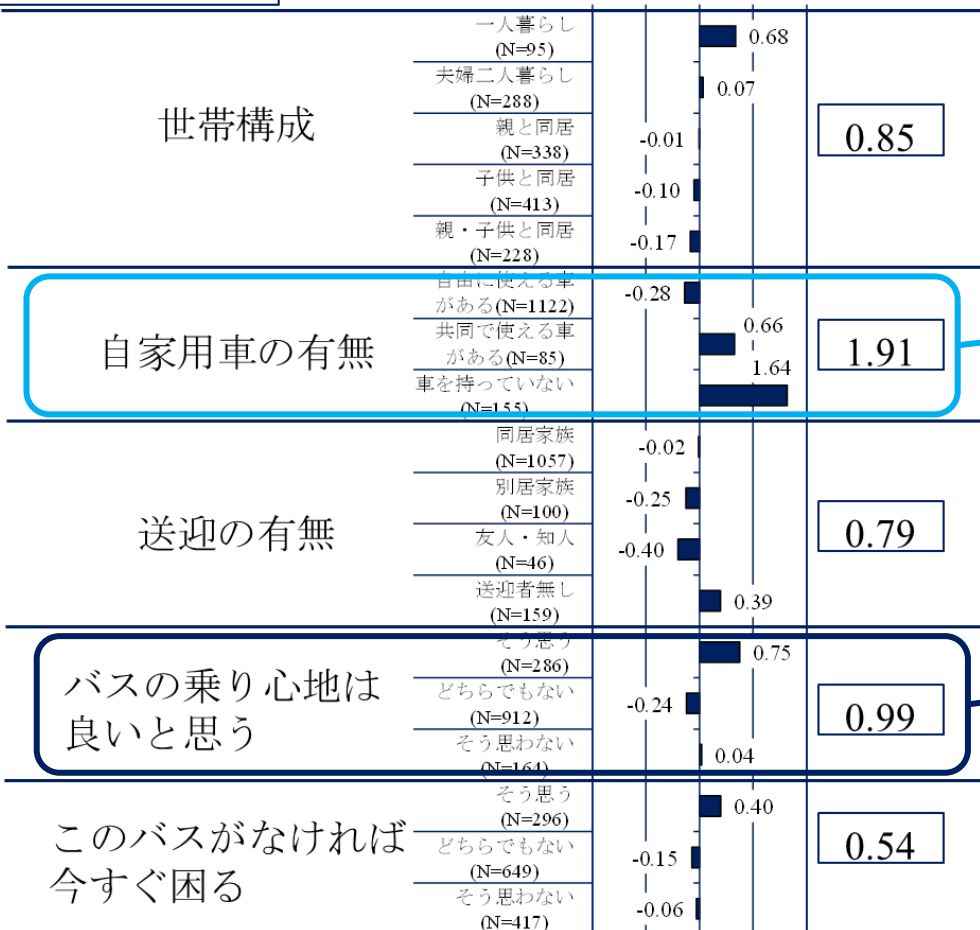 世帯構成
一人暮らし
(N=95)
0.68
夫婦二人暮らし
(N=288)
0.07
親と同居
(N=338)
-0.01
子供と同居
(N=413)
-0.10
親・子供と同居
(N=228)
-0.17
0.85
自家用車の有無
自由に使える車
がある(N=1122)
-0.28
共同で使える車
がある(N=85)
0.66
車を持っていない
(N=155)
1.64
1.91
送迎の有無
同居家族
(N=1057)
-0.02
別居家族
(N=100)
-0.25
友人・知人
(N=46)
-0.40
送迎者無し
(N=159)
0.39
0.79
バスの乗り心地は
良いと思う
そう思う
(N=286)
0.75
どちらでもない
(N=912)
-0.24
そう思わない
(N=164)
0.04
0.99
このバスがなければ
今すぐ困る
そう思う
(N=296)
0.40
どちらでもない
(N=649)
-0.15
そう思わない
(N=417)
-0.06
0.54